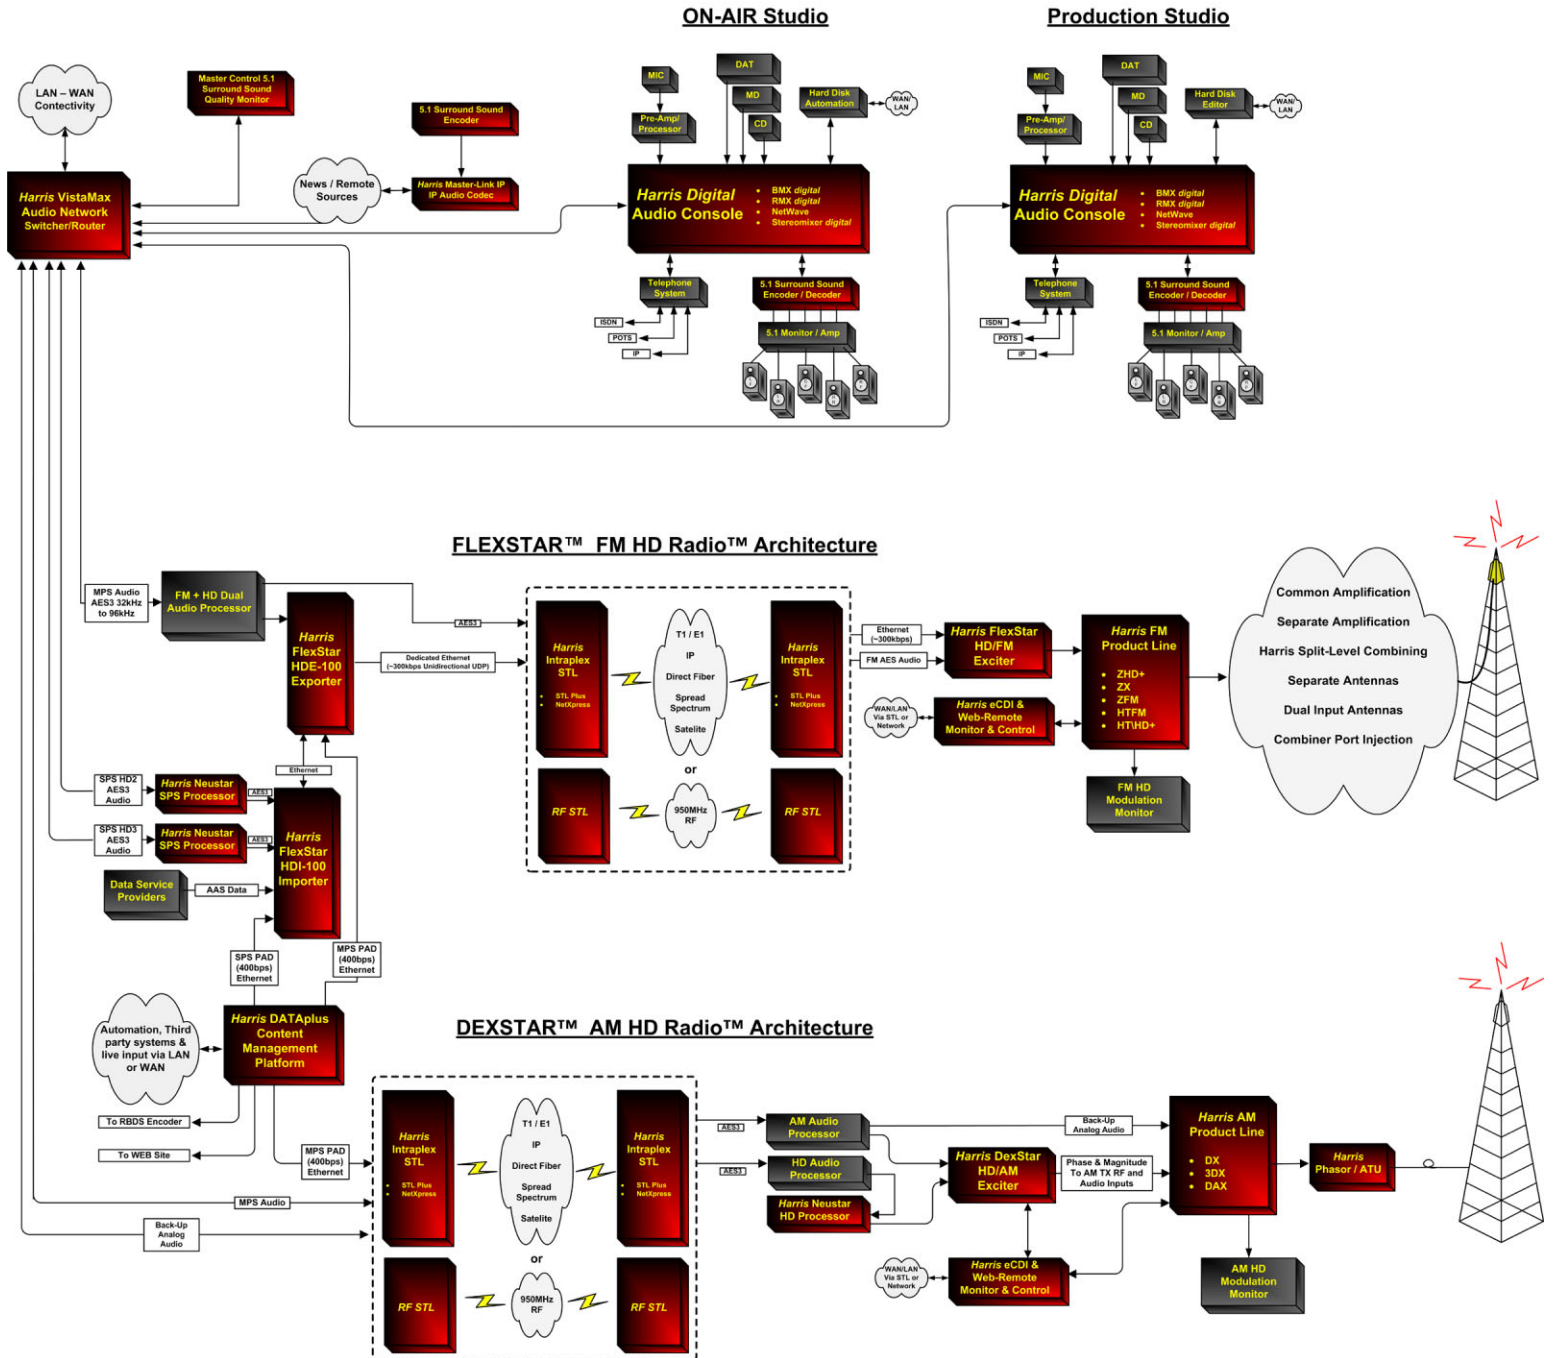 ON-AIR Studio
Production Studio
LAN – WAN
Contectivity
Master Control 5.1
Surround Sound
Quality Monitor
5.1 Surround Sound
Encoder
News / Remote
Sources
Harris Master-Link IP
IP Audio Codec
Harris VistaMax
Audio Network
Switcher/Router
MIC
Pre-Amp/
Processor
DAT
MD
CD
Hard Disk
Automation
WAN/
LAN
Harris Digital
Audio Console
• BMX digital
• RMX digital
• NetWave
• Stereomixer digital
Telephone
System
ISDN
POTS
IP
5.1 Surround Sound
Encoder / Decoder
5.1 Monitor / Amp
MIC
Pre-Amp/
Processor
DAT
MD
CD
Hard Disk
Editor
WAN/
LAN
Harris Digital
Audio Console
• BMX digital
• RMX digital
• NetWave
• Stereomixer digital
Telephone
System
ISDN
POTS
IP
5.1 Surround Sound
Encoder / Decoder
5.1 Monitor / Amp
FLEXSTAR™ FM HD Radio™ Architecture
MPS Audio
AES3 32kHz
to 96kHz
FM + HD Dual
Audio Processor
AES3
Harris
FlexStar
HDE-100
Exporter
Dedicated Ethernet
(~300kbps Unidirectional UDP)
Harris
Intraplex
STL
• STL Plus
• NetXpress
T1 / E1
IP
Direct Fiber
Spread
Spectrum
Satelite
Harris
Intraplex
STL
• STL Plus
• NetXpress
or
RF STL
950MHz
RF
RF STL
Ethernet
(~300kbps)
FM AES Audio
Harris FlexStar
HD/FM
Exciter
WAN/LAN
Via STL or
Network
Harris eCDI &
Web-Remote
Monitor & Control
Harris FM
Product Line
• ZHD+
• ZX
• ZFM
• HTFM
• HT\HD+
FM HD
Modulation
Monitor
Common Amplification
Separate Amplification
Harris Split-Level Combining
Separate Antennas
Dual Input Antennas
Combiner Port Injection
Ethernet
SPS HD2
AES3
Audio
Harris Neustar
SPS Processor
AES3
SPS HD3
AES3
Audio
Harris Neustar
SPS Processor
AES3
Harris
FlexStar
HDI-100
Importer
Data Service
Providers
AAS Data
SPS PAD
(400bps)
Ethernet
MPS PAD
(400bps)
Ethernet
Automation, Third
party systems &
live input via LAN
or WAN
Harris DATAplus
Content
Management
Platform
To RBDS Encoder
To WEB Site
MPS PAD
(400bps)
Ethernet
MPS Audio
Back-Up
Analog
Audio
DEXSTAR™ AM HD Radio™ Architecture
Harris
Intraplex
STL
• STL Plus
• NetXpress
T1 / E1
IP
Direct Fiber
Spread
Spectrum
Satelite
Harris
Intraplex
STL
• STL Plus
• NetXpress
or
RF STL
950MHz
RF
RF STL
AES3
AM Audio
Processor
AES3
HD Audio
Processor
Harris Neustar
HD Processor
Back-Up
Analog Audio
Harris DexStar
HD/AM
Exciter
Phase & Magnitude
To AM TX RF and
Audio Inputs
WAN/LAN
Via STL or
Network
Harris eCDI &
Web-Remote
Monitor & Control
Harris AM
Product Line
• DX
• 3DX
• DAX
Harris
Phasor / ATU
AM HD
Modulation
Monitor